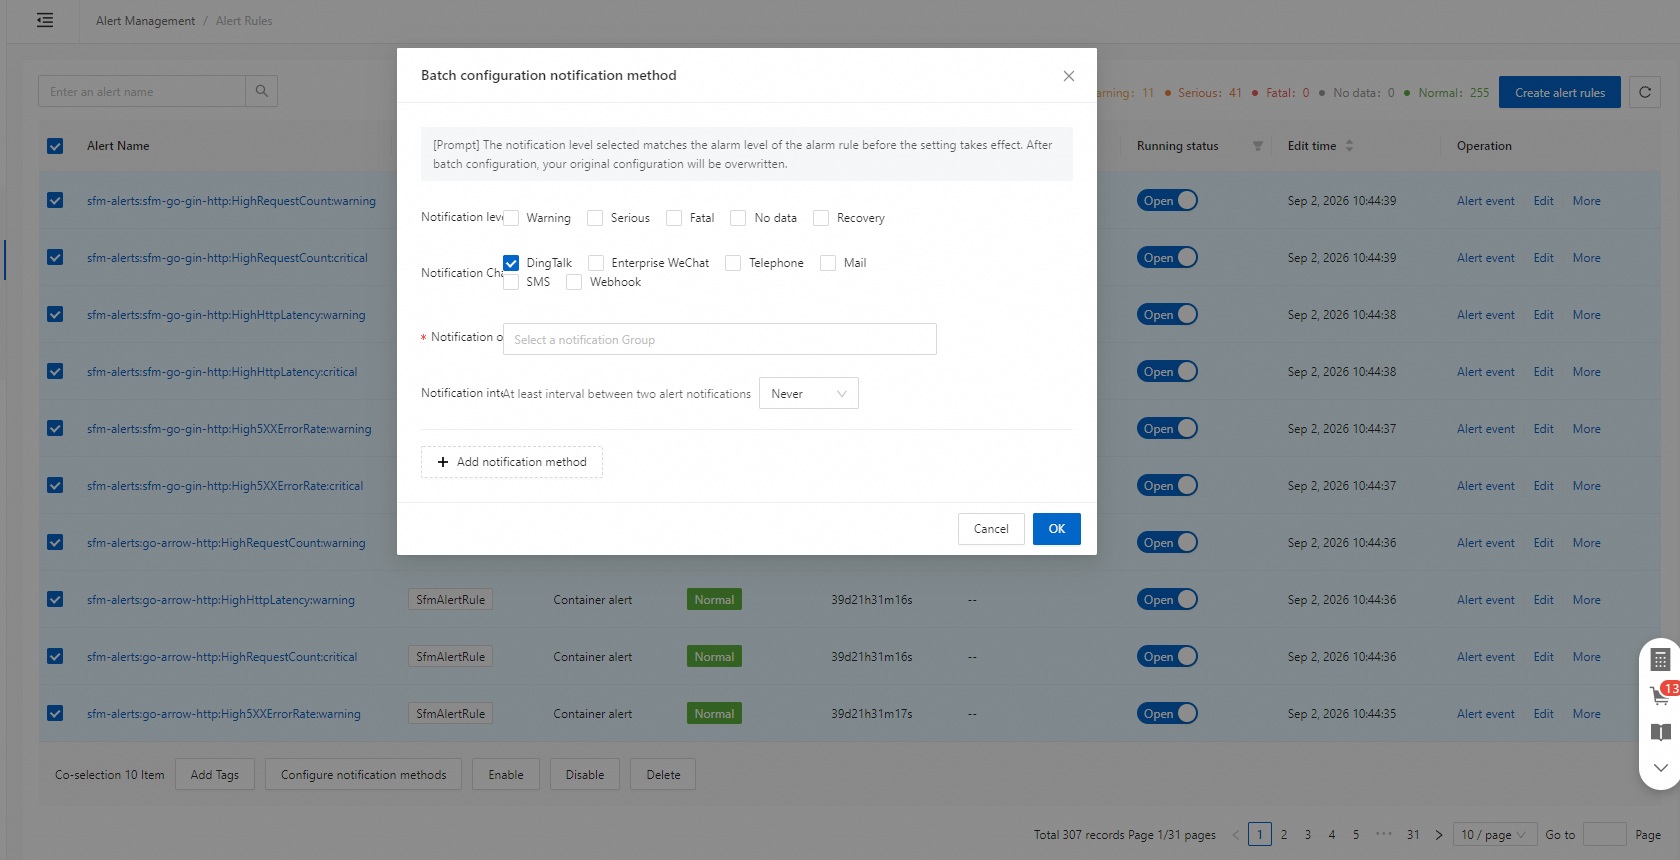 Alert Management / Alert Rules
Enter an alert name
arning: 11 Serious: 41 Fatal: 0 No data: 0 Normal: 255 Create alert rules
Alert Name Running status Edit time Operation
Batch configuration notification method
[Prompt] The notification level selected matches the alarm level of the alarm rule before the setting takes effect. After
batch configuration, your original configuration will be overwritten.
Notification leve Warning Serious Fatal No data Recovery
Notification Cha DingTalk Enterprise WeChat Telephone Mail
SMS Webhook
* Notification o Select a notification Group
Notification inte At least interval between two alert notifications Never
+ Add notification method
Cancel OK
sfm-alerts:sfm-go-gin-http:HighRequestCount:warning Open Sep 2, 2026 10:44:39 Alert event Edit More
sfm-alerts:sfm-go-gin-http:HighRequestCount:critical Open Sep 2, 2026 10:44:39 Alert event Edit More
sfm-alerts:sfm-go-gin-http:HighHttpLatency:warning Open Sep 2, 2026 10:44:38 Alert event Edit More
sfm-alerts:sfm-go-gin-http:HighHttpLatency:critical Open Sep 2, 2026 10:44:38 Alert event Edit More
sfm-alerts:sfm-go-gin-http:High5XXErrorRate:warning Open Sep 2, 2026 10:44:37 Alert event Edit More
sfm-alerts:sfm-go-gin-http:High5XXErrorRate:critical Open Sep 2, 2026 10:44:37 Alert event Edit More
sfm-alerts:go-arrow-http:HighRequestCount:warning Open Sep 2, 2026 10:44:36 Alert event Edit More
sfm-alerts:go-arrow-http:HighHttpLatency:warning SfmAlertRule Container alert Normal 39d21h31m16s -- Open Sep 2, 2026 10:44:36 Alert event Edit More
sfm-alerts:go-arrow-http:HighRequestCount:critical SfmAlertRule Container alert Normal 39d21h31m16s -- Open Sep 2, 2026 10:44:36 Alert event Edit More
sfm-alerts:go-arrow-http:High5XXErrorRate:warning SfmAlertRule Container alert Normal 39d21h31m17s -- Open Sep 2, 2026 10:44:35 Alert event Edit More
13
Co-selection 10 Item Add Tags Configure notification methods Enable Disable Delete
Total 307 records Page 1/31 pages < 1 2 3 4 5 ••• 31 > 10 / page Go to Page